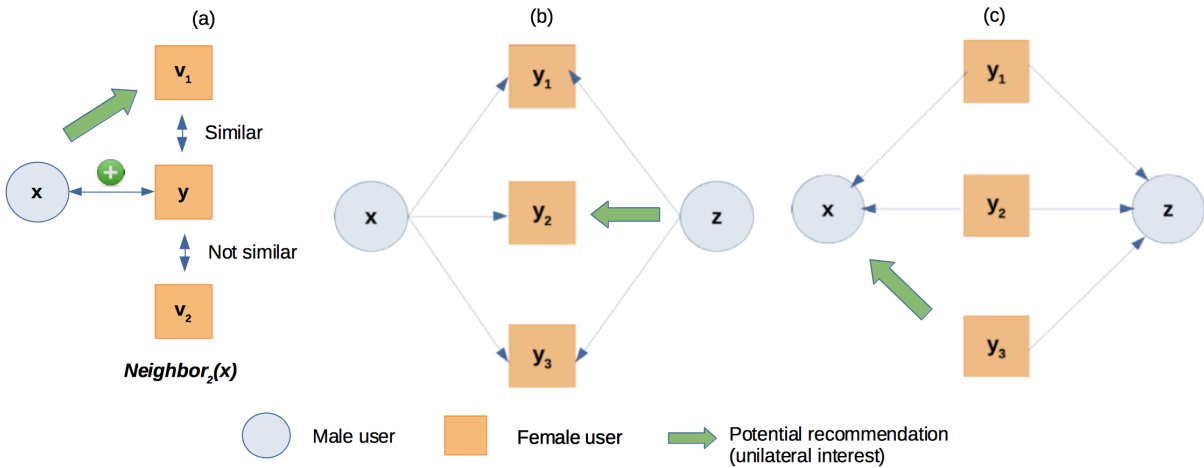 (a)
v1
Similar
x
+
y
Not similar
v2
Neighbor2(x)
(b)
y1
x
y2
z
y3
(c)
y1
x
y2
z
y3
Male user
Female user
Potential recommendation
(unilateral interest)